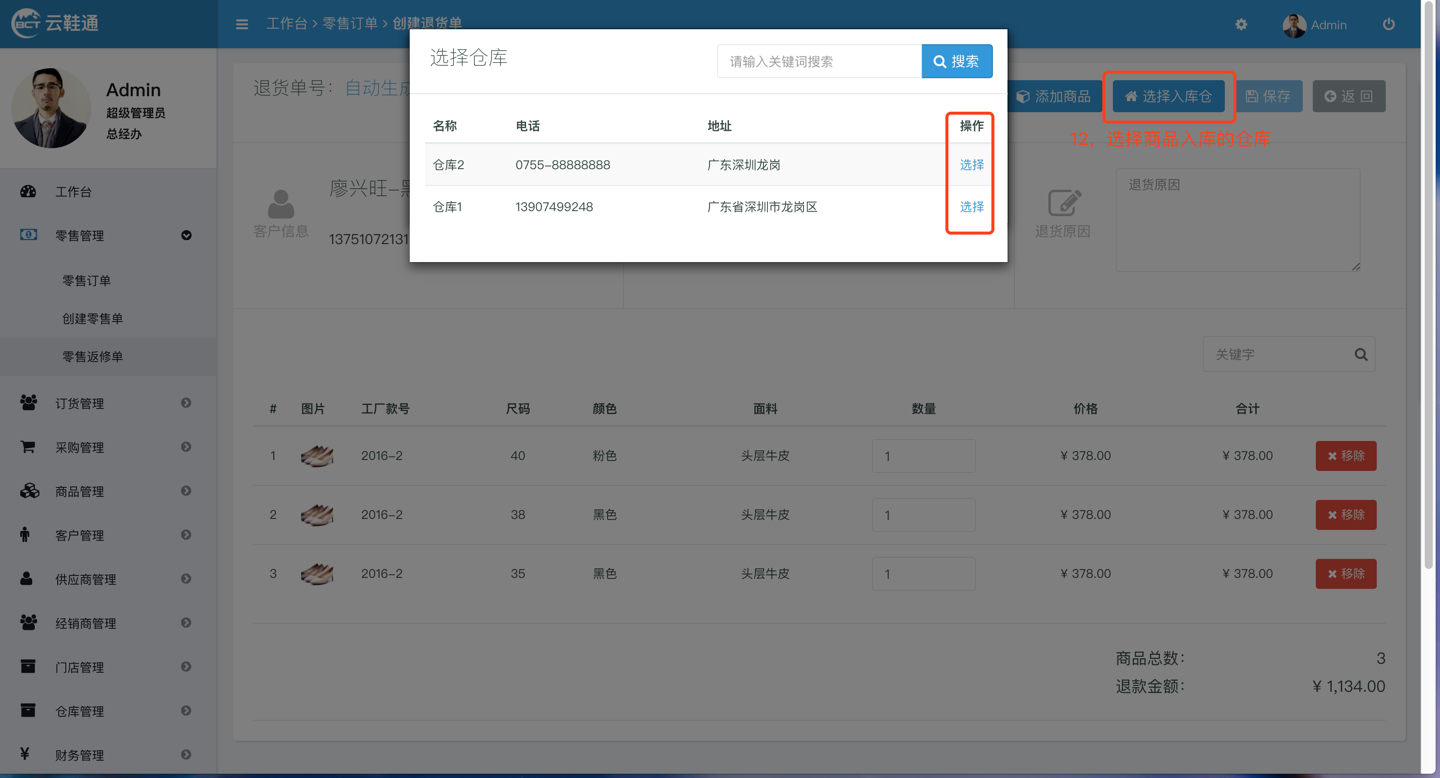 BCT 云鞋通
工作台 > 零售订单 > 创建退货单
Admin
Admin
超级管理员
总经办
工作台
零售管理
零售订单
创建零售单
零售返修单
订货管理
采购管理
商品管理
客户管理
供应商管理
经销商管理
门店管理
仓库管理
¥ 财务管理
选择仓库
请输入关键词搜索 搜索
名称 电话 地址 操作
仓库2 0755-88888888 广东深圳龙岗 选择
仓库1 13907499248 广东省深圳市龙岗区 选择
退货单号: 自动生成
添加商品 选择入库仓 保存 返 回
12，选择商品入库的仓库
客户信息
廖兴旺-
13751072131
退货原因
退货原因
关键字
# 图片 工厂款号 尺码 颜色 面料 数量 价格 合计
1 2016-2 40 粉色 头层牛皮 1 ¥ 378.00 ¥ 378.00 移除
2 2016-2 38 黑色 头层牛皮 1 ¥ 378.00 ¥ 378.00 移除
3 2016-2 35 黑色 头层牛皮 1 ¥ 378.00 ¥ 378.00 移除
商品总数: 3
退款金额: ¥ 1,134.00